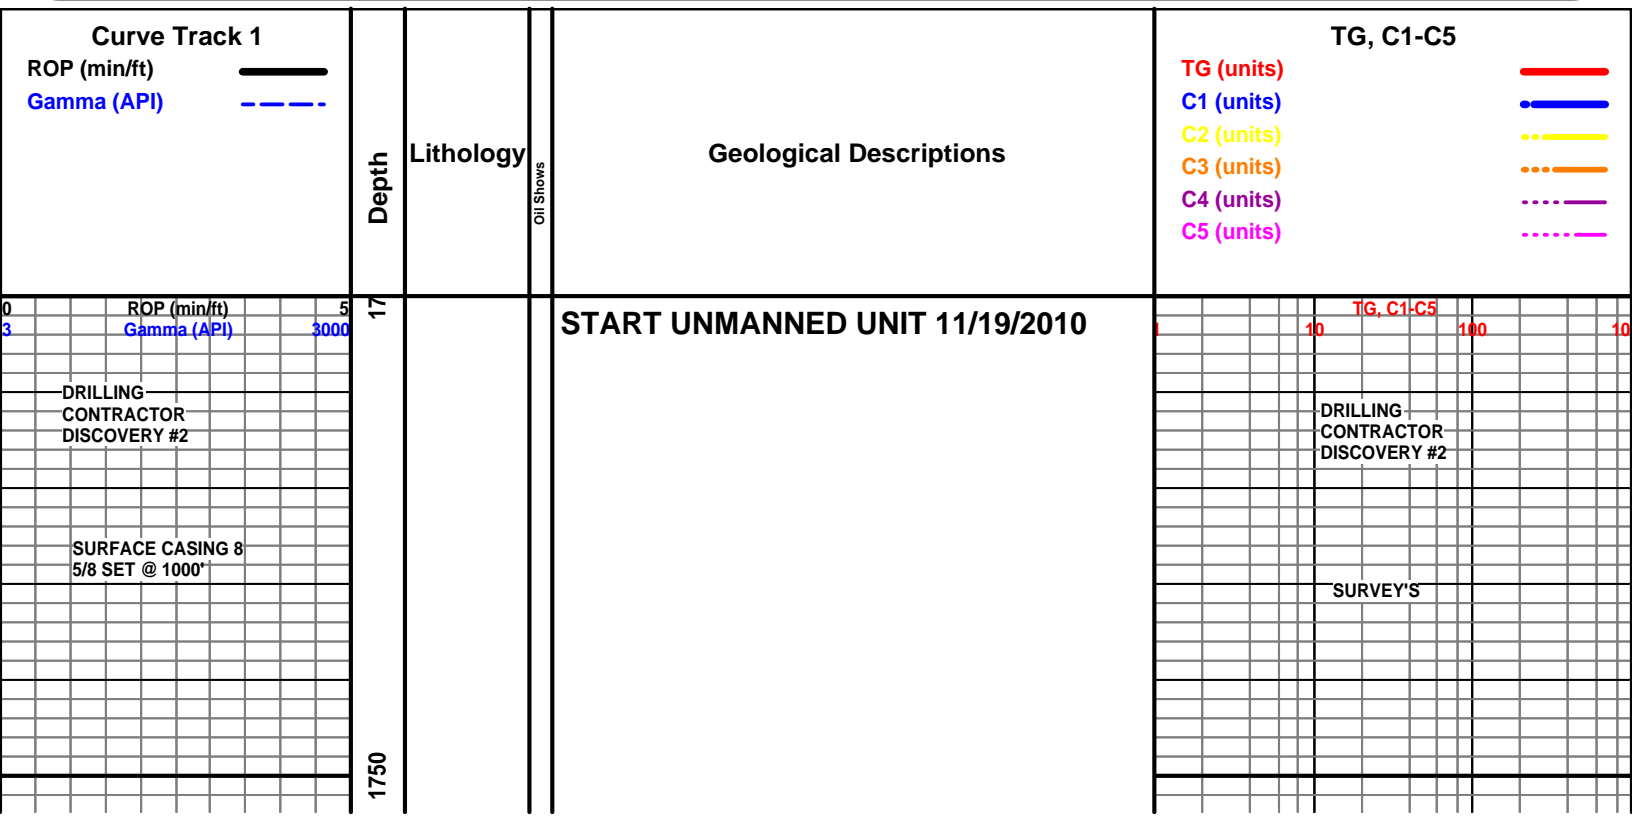 Curve Track 1
ROP (min/ft)
Gamma (API)
Depth
Lithology
Oil Shows
Geological Descriptions
TG, C1-C5
TG (units)
C1 (units)
C2 (units)
C3 (units)
C4 (units)
C5 (units)
0 ROP (min/ft) 5
3 Gamma (API) 3000
17
START UNMANNED UNIT 11/19/2010
TG, C1-C5
1 10 100 10
DRILLING
CONTRACTOR
DISCOVERY #2
SURFACE CASING 8
5/8 SET @ 1000'
DRILLING
CONTRACTOR
DISCOVERY #2
SURVEY'S
1750